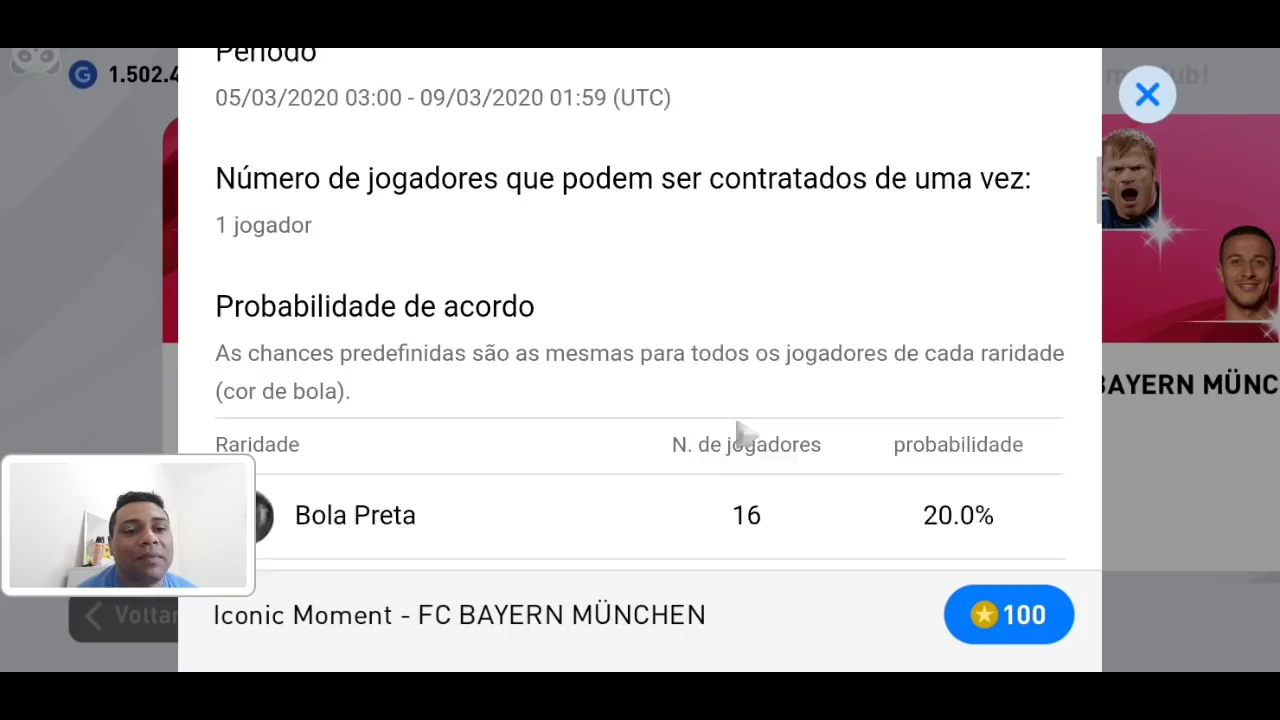 Período
1.502.4
my club!
05/03/2020 03:00 - 09/03/2020 01:59 (UTC)
Número de jogadores que podem ser contratados de uma vez:
1 jogador
Probabilidade de acordo
As chances predefinidas são as mesmas para todos os jogadores de cada raridade
(cor de bola).
BAYERN MÜNC
Raridade N. de jogadores probabilidade
Bola Preta 16 20.0%
Voltar
Iconic Moment - FC BAYERN MÜNCHEN
100